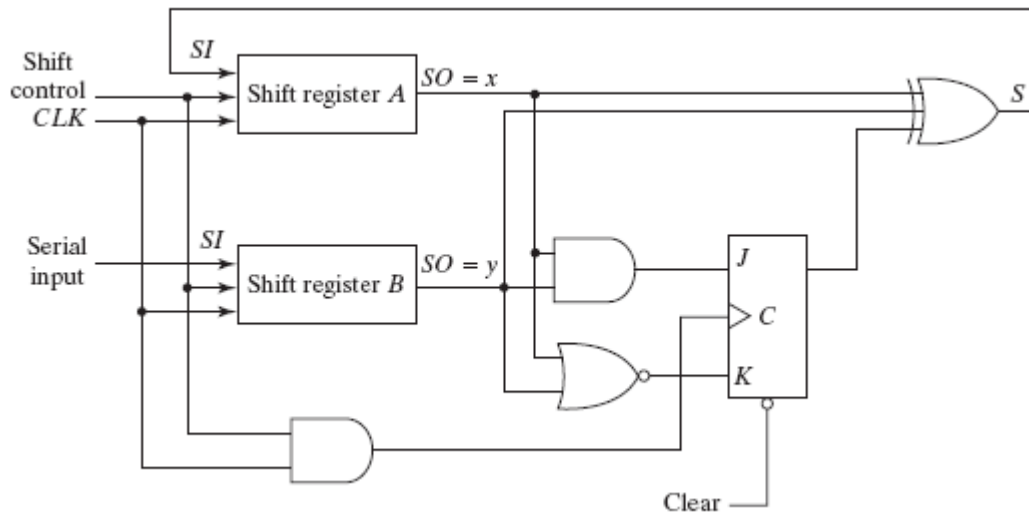 Shift
control
CLK
SI
Shift register A
SO = x
S
Serial
input
SI
Shift register B
SO = y
J
C
K
Clear